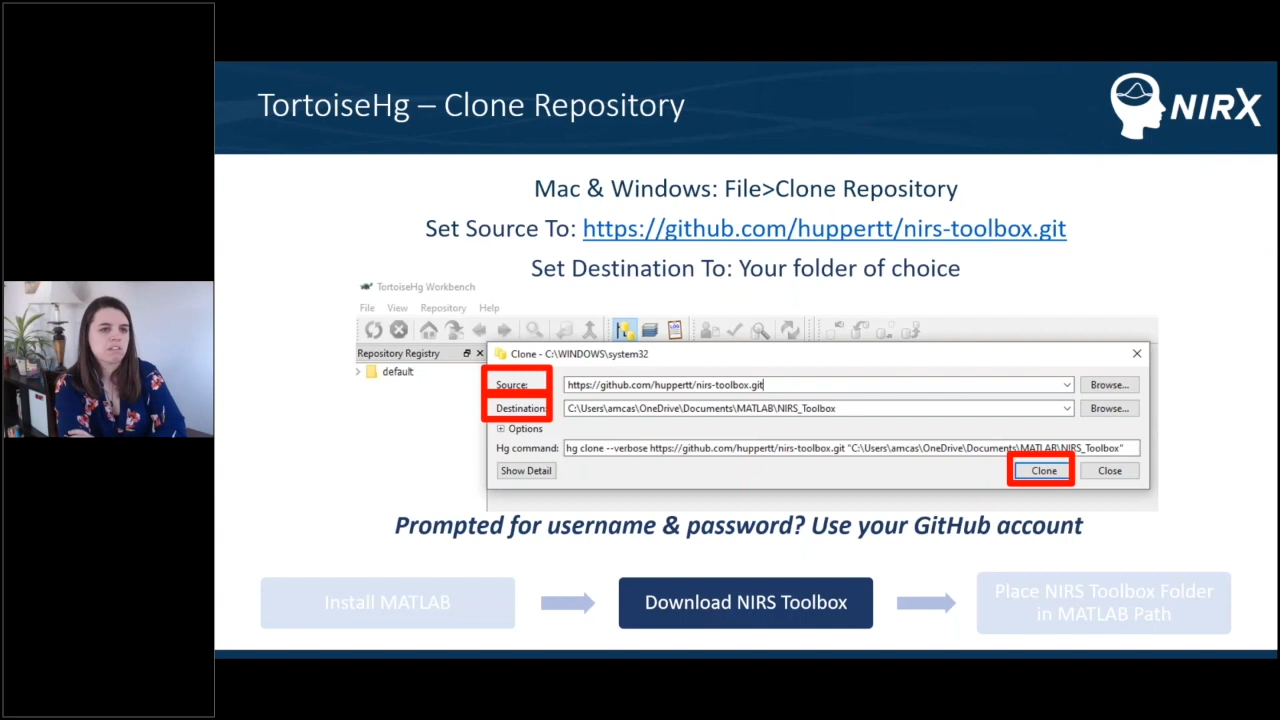 TortoiseHg – Clone Repository
NIRX
Mac & Windows: File>Clone Repository
Set Source To: https://github.com/huppertt/nirs-toolbox.git
Set Destination To: Your folder of choice
TortoiseHg Workbench
File View Repository Help
Repository Registry
default
Clone - C:\WINDOWS\system32
Source: https://github.com/huppertt/nirs-toolbox.git Browse...
Destination: C:\Users\amcas\OneDrive\Documents\MATLAB\NIRS_Toolbox Browse...
Options
Hg command: hg clone --verbose https://github.com/huppertt/nirs-toolbox.git "C:\Users\amcas\OneDrive\Documents\MATLAB\NIRS_Toolbox"
Show Detail Clone Close
Prompted for username & password? Use your GitHub account
Install MATLAB
Download NIRS Toolbox
Place NIRS Toolbox Folder
in MATLAB Path